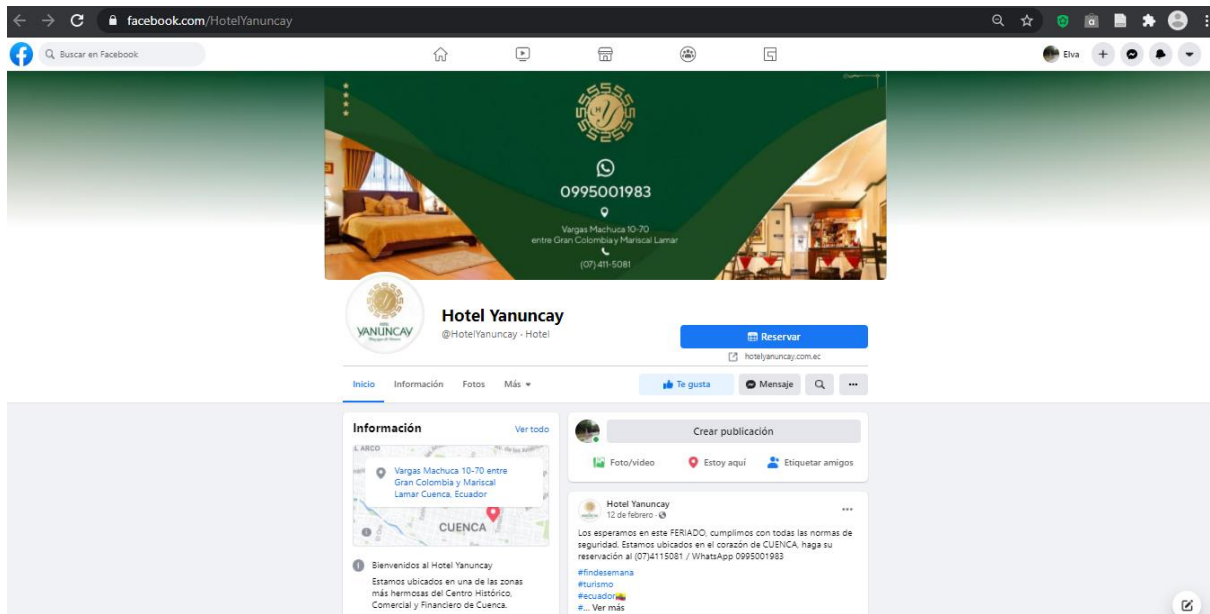 facebook.com/HotelYanuncay
Buscar en Facebook
Elva
0995001983
Vargas Machuca 10-70
entre Gran Colombia y Mariscal Lamar
(07) 411-5081
YANUNCAY
Hotel Yanuncay
@HotelYanuncay · Hotel
Reservar
hotelyanuncay.com.ec
Inicio Información Fotos Más
Te gusta Mensaje
Información Ver todo
L ARCO
Vargas Machuca 10-70 entre
Gran Colombia y Mariscal
Lamar Cuenca, Ecuador
CUENCA
Bienvenidos al Hotel Yanuncay
Estamos ubicados en una de las zonas
más hermosas del Centro Histórico,
Comercial y Financiero de Cuenca.
Crear publicación
Foto/video Estoy aquí Etiquetar amigos
Hotel Yanuncay
12 de febrero ·
Los esperamos en este FERIADO, cumplimos con todas las normas de
seguridad. Estamos ubicados en el corazón de CUENCA, haga su
reservación al (07)4115081 / WhatsApp 0995001983
#findesemana
#turismo
#ecuador🇪🇨
#... Ver más